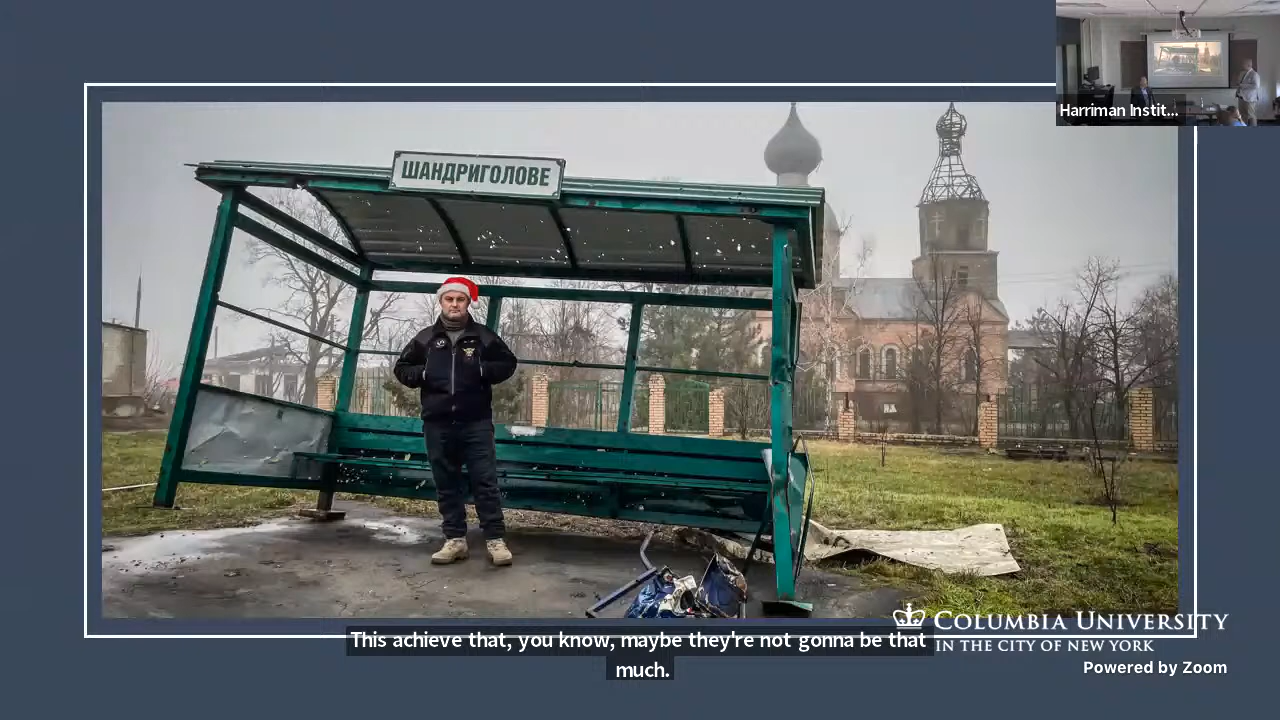 Harriman Instit...
ШАНДРИГОЛОВЕ
COLUMBIA UNIVERSITY
IN THE CITY OF NEW YORK
This achieve that, you know, maybe they're not gonna be that
much.
Powered by Zoom